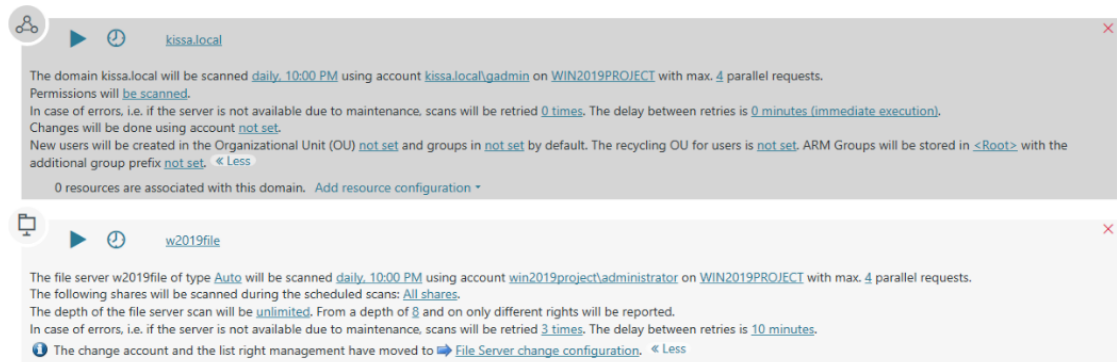 kissa.local
The domain kissa.local will be scanned daily, 10:00 PM using account kissa.local\gadmin on WIN2019PROJECT with max. 4 parallel requests.
Permissions will be scanned.
In case of errors, i.e. if the server is not available due to maintenance, scans will be retried 0 times. The delay between retries is 0 minutes (immediate execution).
Changes will be done using account not set.
New users will be created in the Organizational Unit (OU) not set and groups in not set by default. The recycling OU for users is not set. ARM Groups will be stored in <Root> with the
additional group prefix not set. « Less
0 resources are associated with this domain. Add resource configuration
w2019file
The file server w2019file of type Auto will be scanned daily, 10:00 PM using account win2019project\administrator on WIN2019PROJECT with max. 4 parallel requests.
The following shares will be scanned during the scheduled scans: All shares.
The depth of the file server scan will be unlimited. From a depth of 8 and on only different rights will be reported.
In case of errors, i.e. if the server is not available due to maintenance, scans will be retried 3 times. The delay between retries is 10 minutes.
The change account and the list right management have moved to File Server change configuration. « Less